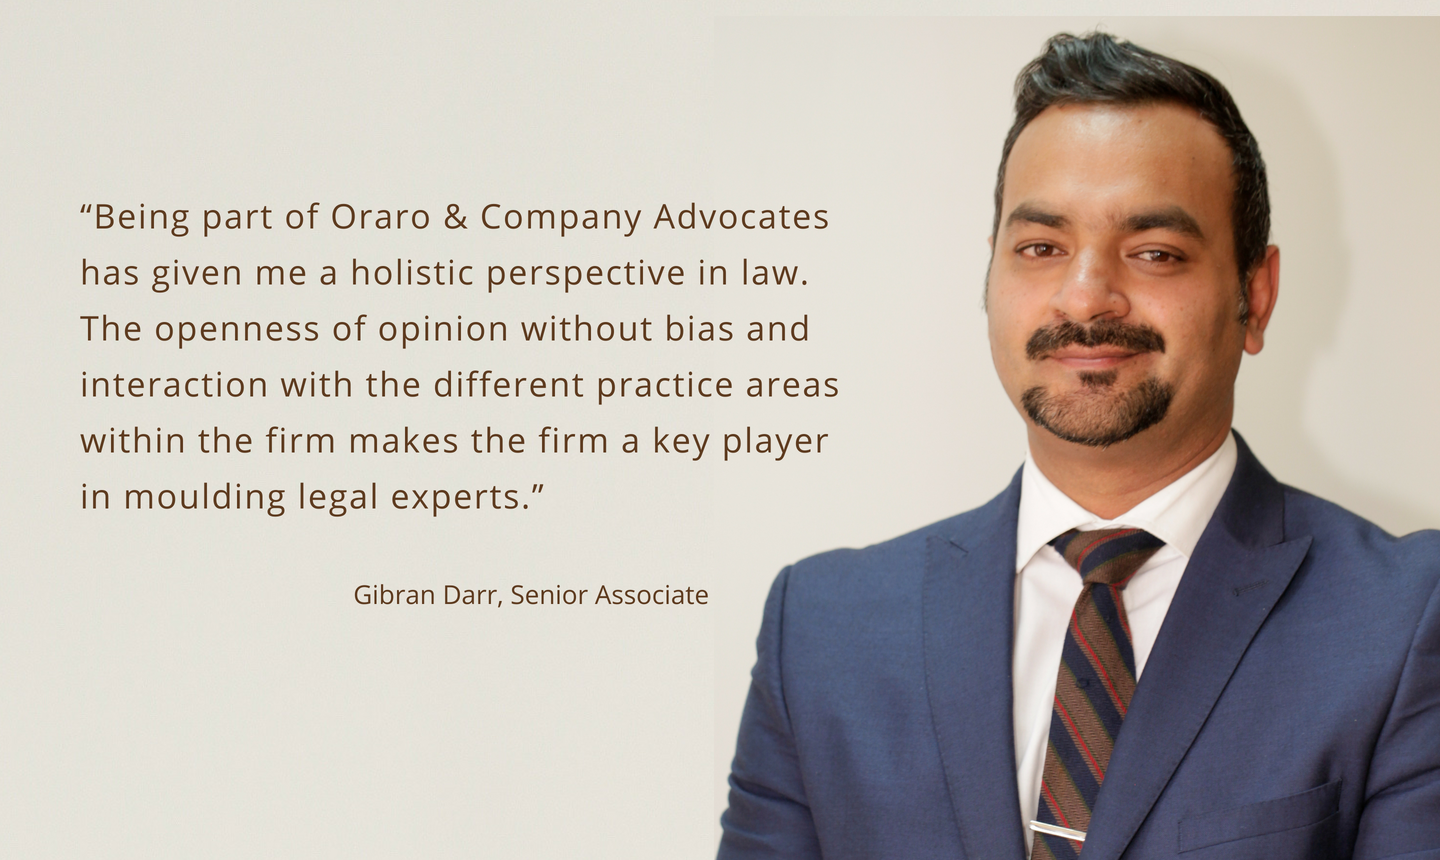 “Being part of Oraro & Company Advocates
has given me a holistic perspective in law.
The openness of opinion without bias and
interaction with the different practice areas
within the firm makes the firm a key player
in moulding legal experts.”
Gibran Darr, Senior Associate